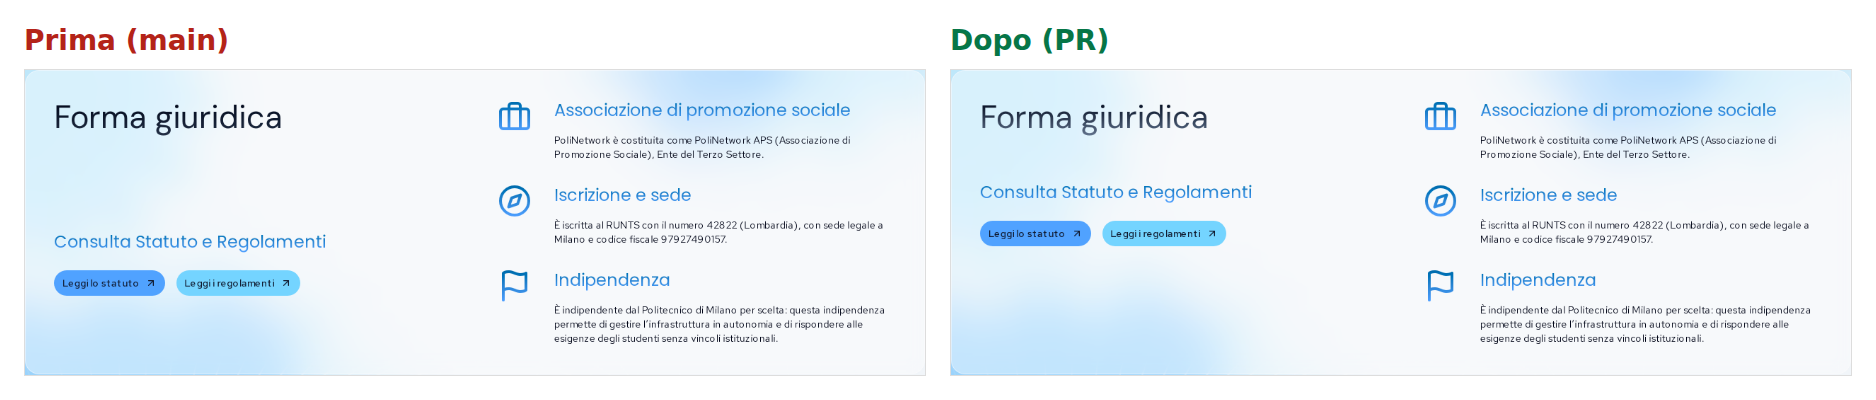 Prima (main)
Forma giuridica
Consulta Statuto e Regolamenti
Leggi lo statuto
Leggi i regolamenti
Associazione di promozione sociale
PoliNetwork è costituita come PoliNetwork APS (Associazione di
Promozione Sociale), Ente del Terzo Settore.
Iscrizione e sede
È iscritta al RUNTS con il numero 42822 (Lombardia), con sede legale a
Milano e codice fiscale 97927490157.
Indipendenza
È indipendente dal Politecnico di Milano per scelta: questa indipendenza
permette di gestire l'infrastruttura in autonomia e di rispondere alle
esigenze degli studenti senza vincoli istituzionali.
Dopo (PR)
Forma giuridica
Consulta Statuto e Regolamenti
Leggi lo statuto
Leggi i regolamenti
Associazione di promozione sociale
PoliNetwork è costituita come PoliNetwork APS (Associazione di
Promozione Sociale), Ente del Terzo Settore.
Iscrizione e sede
È iscritta al RUNTS con il numero 42822 (Lombardia), con sede legale a
Milano e codice fiscale 97927490157.
Indipendenza
È indipendente dal Politecnico di Milano per scelta: questa indipendenza
permette di gestire l'infrastruttura in autonomia e di rispondere alle
esigenze degli studenti senza vincoli istituzionali.